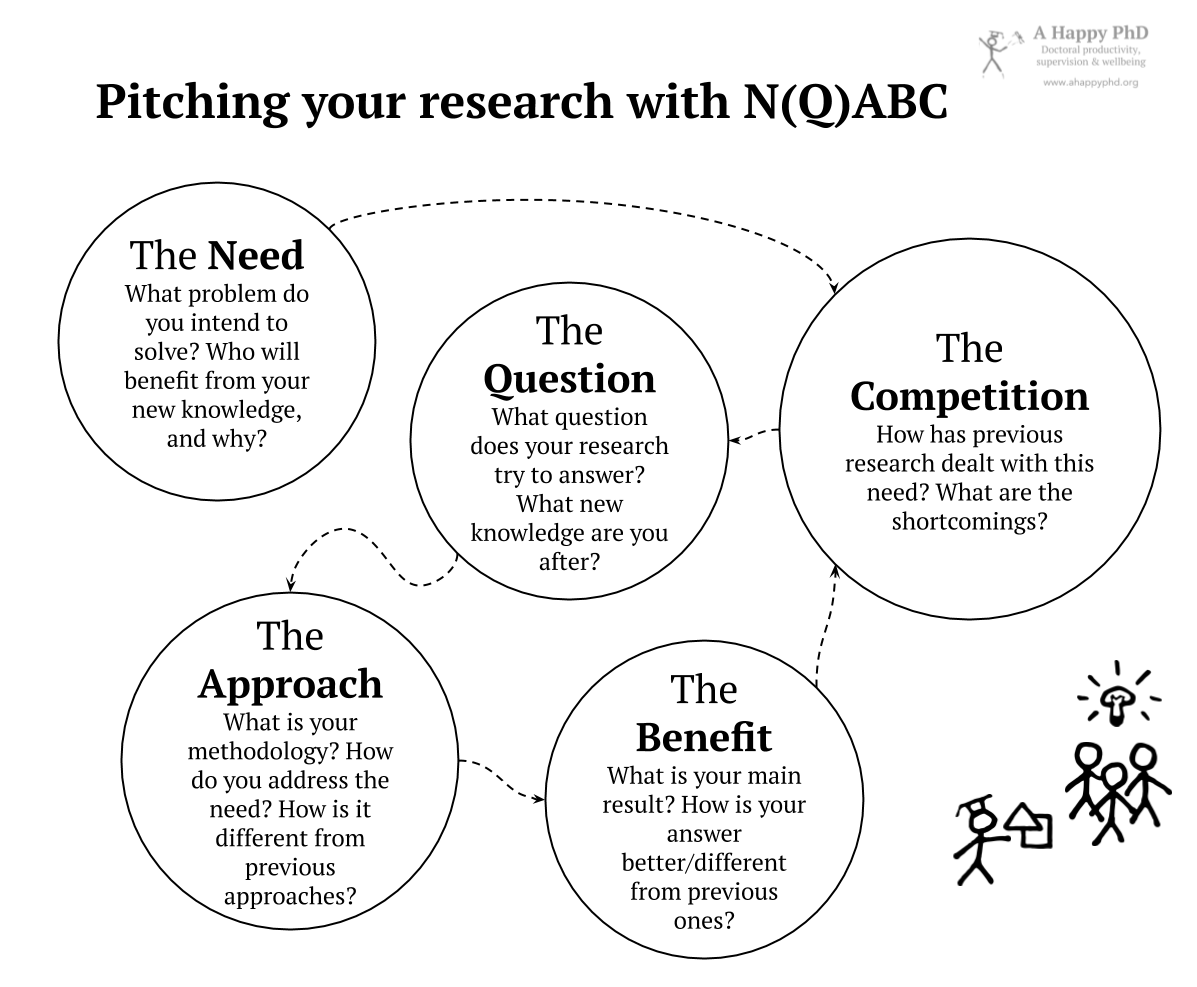 A Happy PhD
Doctoral productivity,
supervision & wellbeing
www.ahappyphd.org
Pitching your research with N(Q)ABC
The Need
What problem do
you intend to
solve? Who will
benefit from your
new knowledge,
and why?
The
Question
What question
does your research
try to answer?
What new
knowledge are you
after?
The
Competition
How has previous
research dealt with this
need? What are the
shortcomings?
The
Approach
What is your
methodology? How
do you address the
need? How is it
different from
previous
approaches?
The
Benefit
What is your main
result? How is your
answer
better/different
from previous
ones?